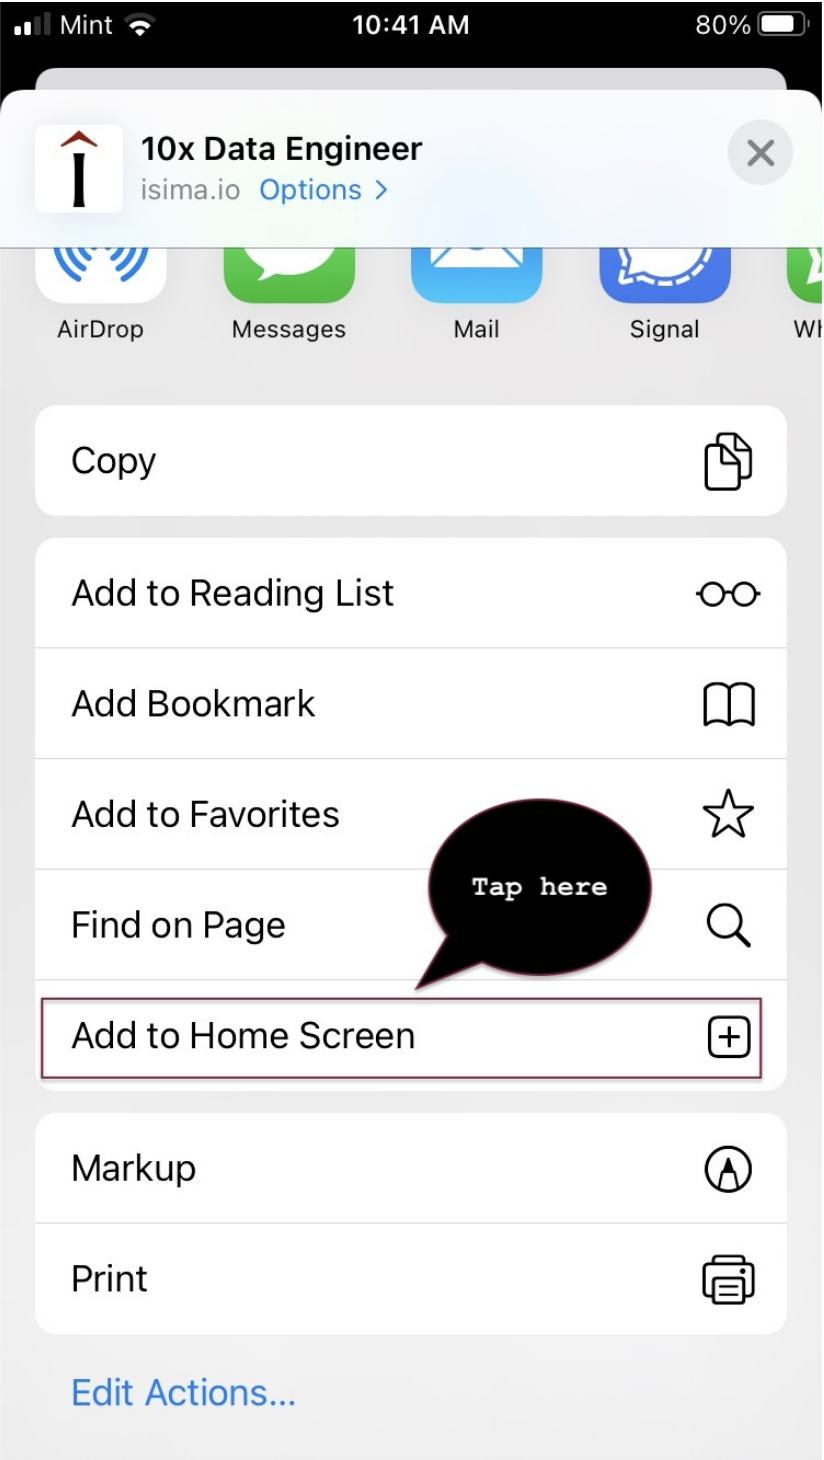 Mint 10:41 AM 80%
10x Data Engineer
isima.io Options >
AirDrop Messages Mail Signal Wh
Copy
Add to Reading List
Add Bookmark
Add to Favorites
Tap here
Find on Page
Add to Home Screen
Markup
Print
Edit Actions...